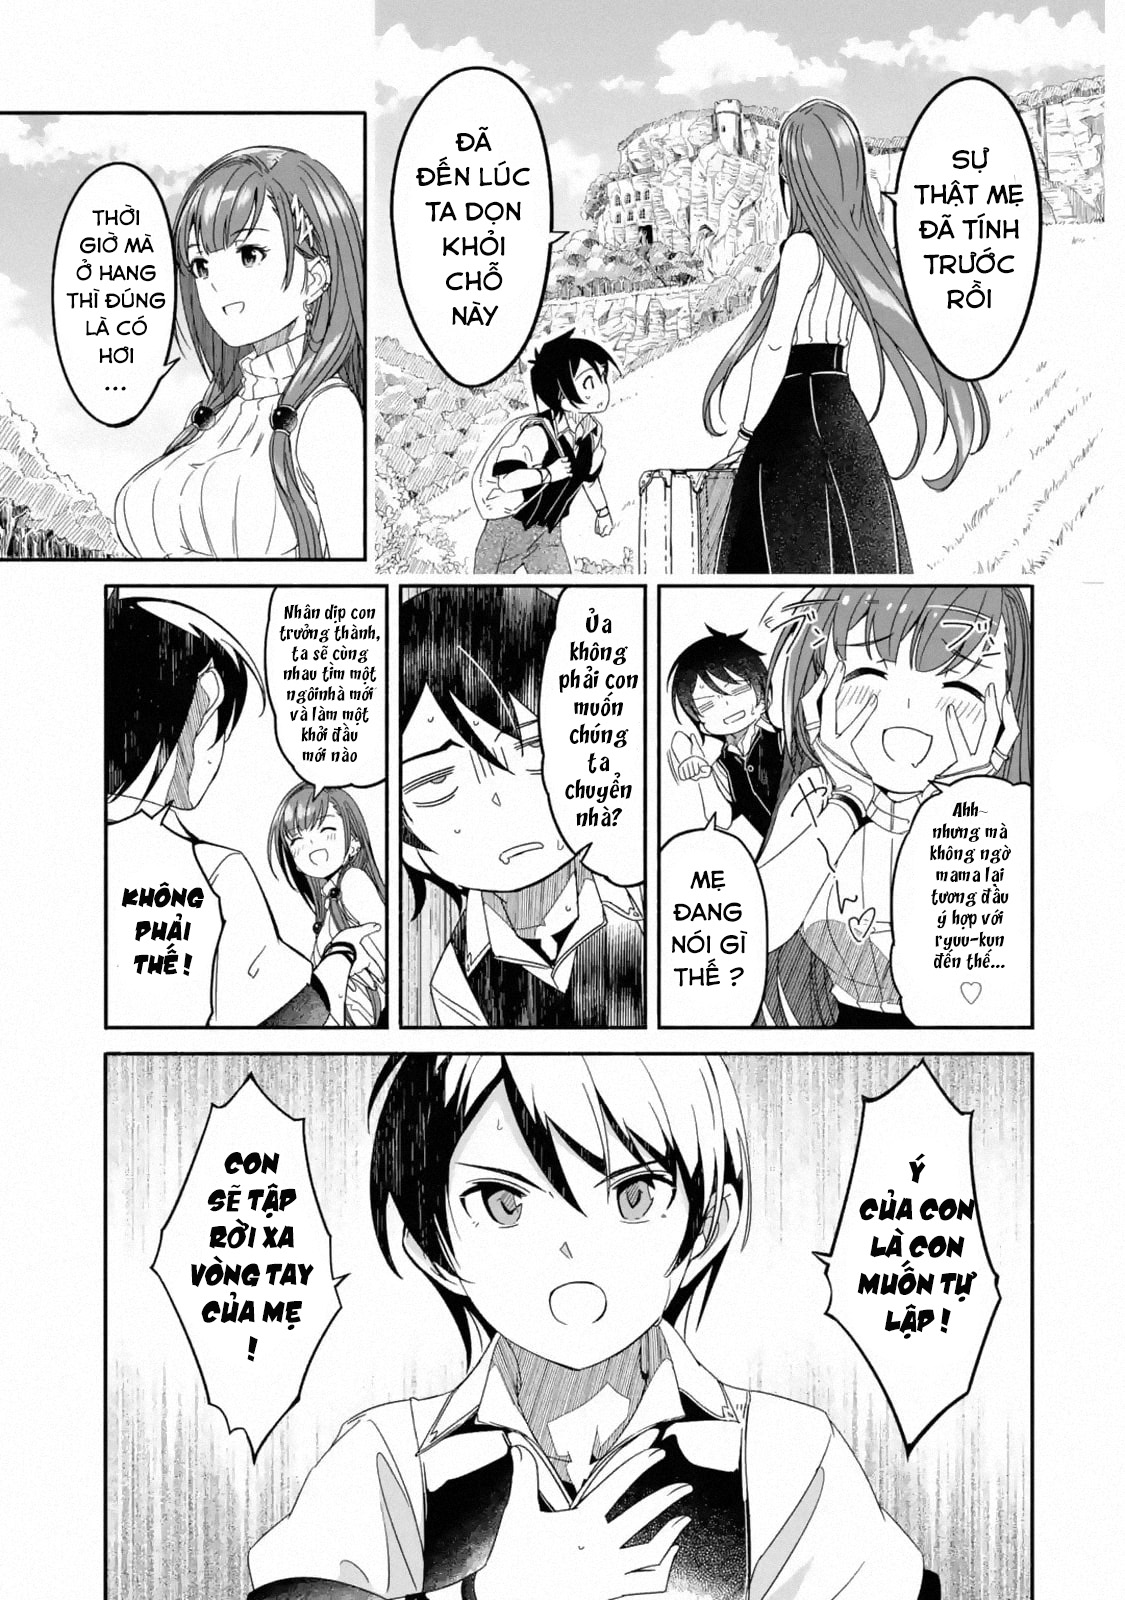 SỰ
THẬT MẸ
ĐÃ TÍNH
TRƯỚC
RỒI
ĐÃ
ĐẾN LÚC
TA DỌN
KHỎI
CHỖ
NÀY
THỜI
GIỜ MÀ
Ở HANG
THÌ ĐÚNG
LÀ CÓ
HƠI
...
Ahh~
nhưng mà
không ngờ
mama lại
tương đầu
ý hợp với
ryuu-kun
đến thế...
♡
MẸ
ĐANG
NÓI GÌ
THẾ ?
Ủa
không
phải con
muốn
chúng
ta
chuyển
nhà?
Nhân dịp con
trưởng thành,
ta sẽ cùng
nhau tìm một
ngôinhà mới
và làm một
khởi đầu
mới nào
KHÔNG
PHẢI
THẾ !
Ý
CỦA CON
LÀ CON
MUỐN TỰ
LẬP !
CON
SẼ TẬP
RỜI XA
VÒNG TAY
CỦA MẸ
!